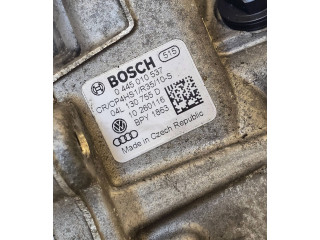 BOSCH 515
0 445 010 537
CR/CP4HS1/R35/10-S
04L 130 755 D
10 260116
BPY 1863
Made in Czech Republic